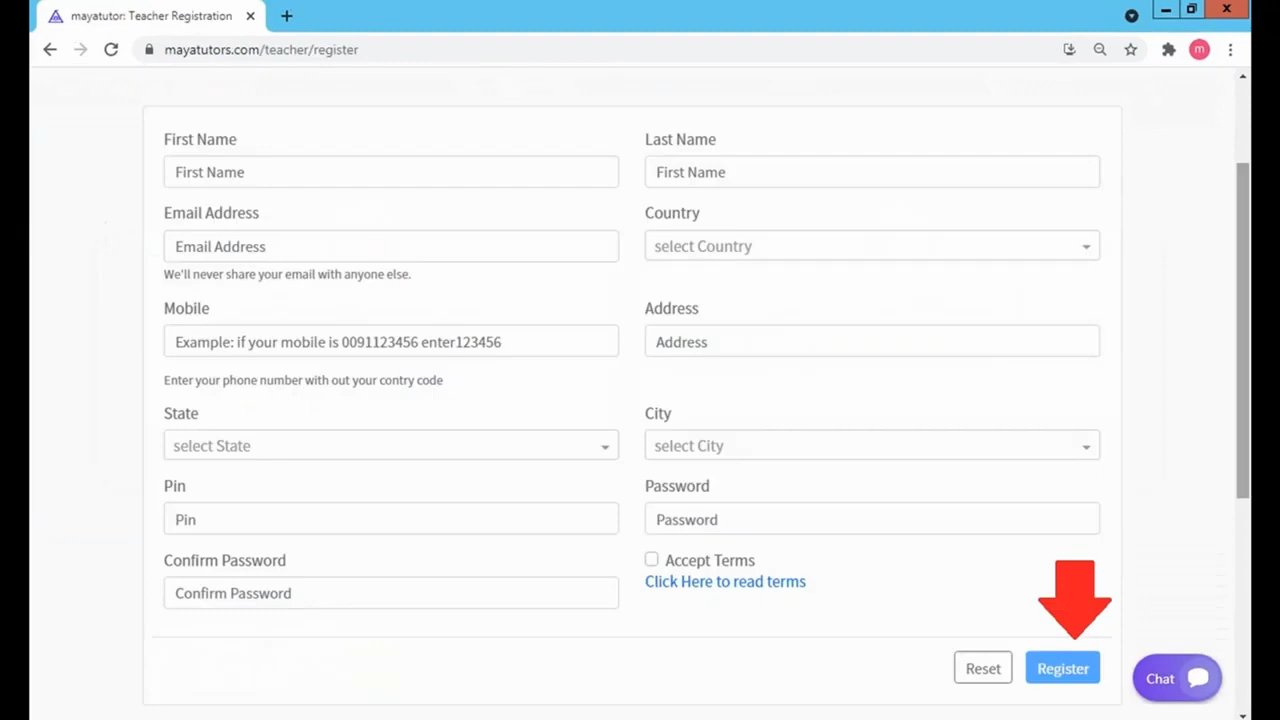 mayatutor: Teacher Registration
mayatutors.com/teacher/register
m
First Name
Last Name
First Name
First Name
Email Address
Country
Email Address
select Country
We'll never share your email with anyone else.
Mobile
Address
Example: if your mobile is 0091123456 enter123456
Address
Enter your phone number with out your contry code
State
City
select State
select City
Pin
Password
Pin
Password
Confirm Password
Accept Terms
Click Here to read terms
Confirm Password
Reset
Register
Chat